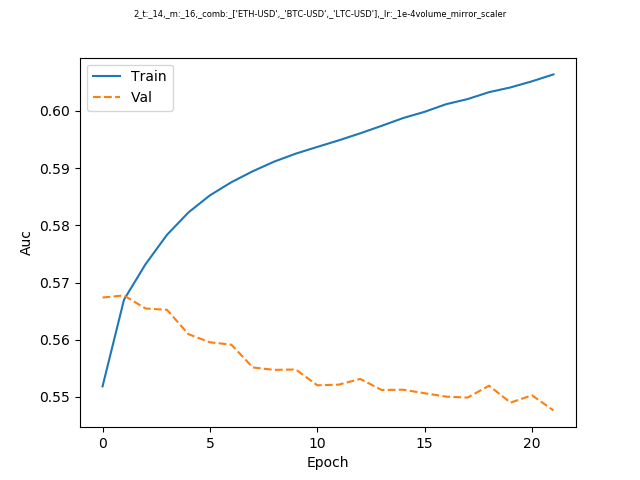 2_t:_14,_m:_16,_comb:_['ETH-USD',_'BTC-USD',_'LTC-USD'],_lr:_1e-4volume_mirror_scaler
Train
Val
0.60
0.59
0.58
0.57
0.56
0.55
Auc
0
5
10
15
20
Epoch